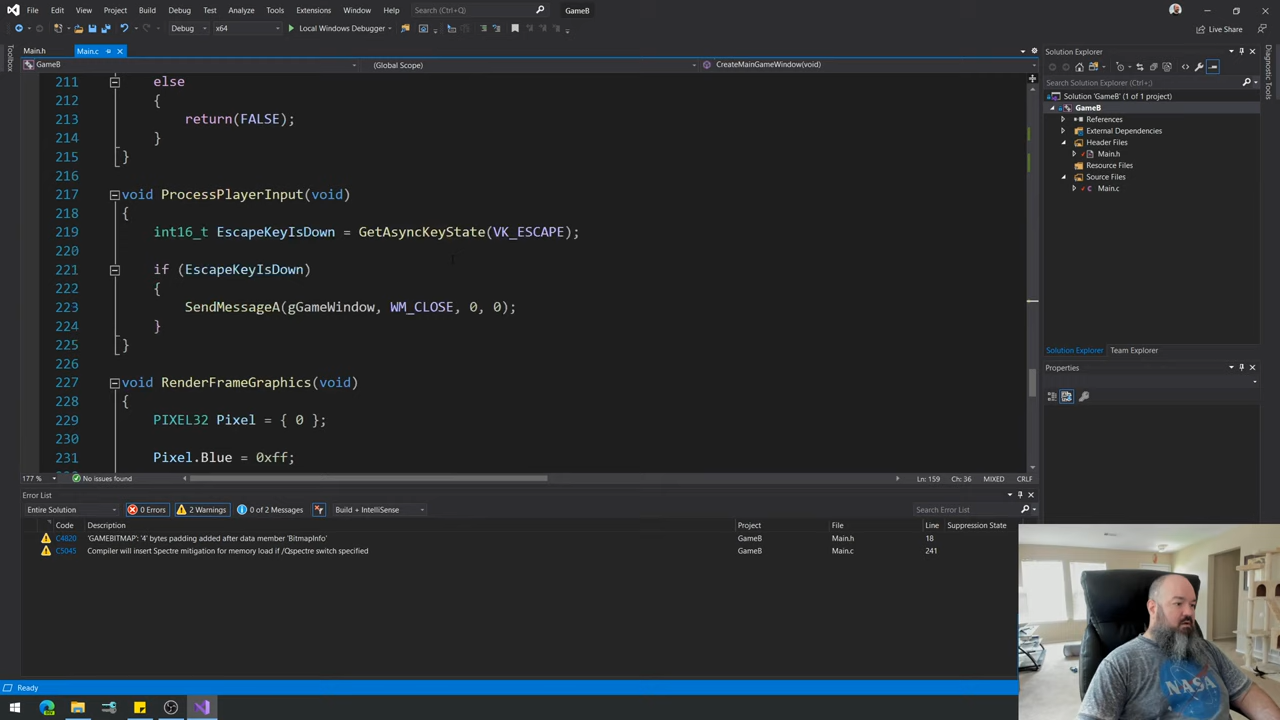 File Edit View Git Project Build Debug Test Analyze Tools Extensions Window Help Search (Ctrl+Q) GameB
Debug x64 Local Windows Debugger Live Share
Toolbox
Main.h Main.c
GameB (Global Scope) CreateMainGameWindow(void)
211 else
212 {
213 return(FALSE);
214 }
215 }
216
217 void ProcessPlayerInput(void)
218 {
219 int16_t EscapeKeyIsDown = GetAsyncKeyState(VK_ESCAPE);
220
221 if (EscapeKeyIsDown)
222 {
223 SendMessageA(gGameWindow, WM_CLOSE, 0, 0);
224 }
225 }
226
227 void RenderFrameGraphics(void)
228 {
229 PIXEL32 Pixel = { 0 };
230
231 Pixel.Blue = 0xff;
177 % No issues found Ln: 159 Ch: 36 MIXED CRLF
Solution Explorer
Search Solution Explorer (Ctrl+;)
Solution 'GameB' (1 of 1 project)
GameB
References
External Dependencies
Header Files
Main.h
Resource Files
Source Files
Main.c
Solution Explorer Team Explorer
Properties
Diagnostic Tools
Error List
Entire Solution 0 Errors 2 Warnings 0 of 2 Messages Build + IntelliSense Search Error List
Code Description Project File Line Suppression State
C4820 'GAMEBITMAP': '4' bytes padding added after data member 'BitmapInfo' GameB Main.h 18
C5045 Compiler will insert Spectre mitigation for memory load if /Qspectre switch specified GameB Main.c 241
Ready
NASA